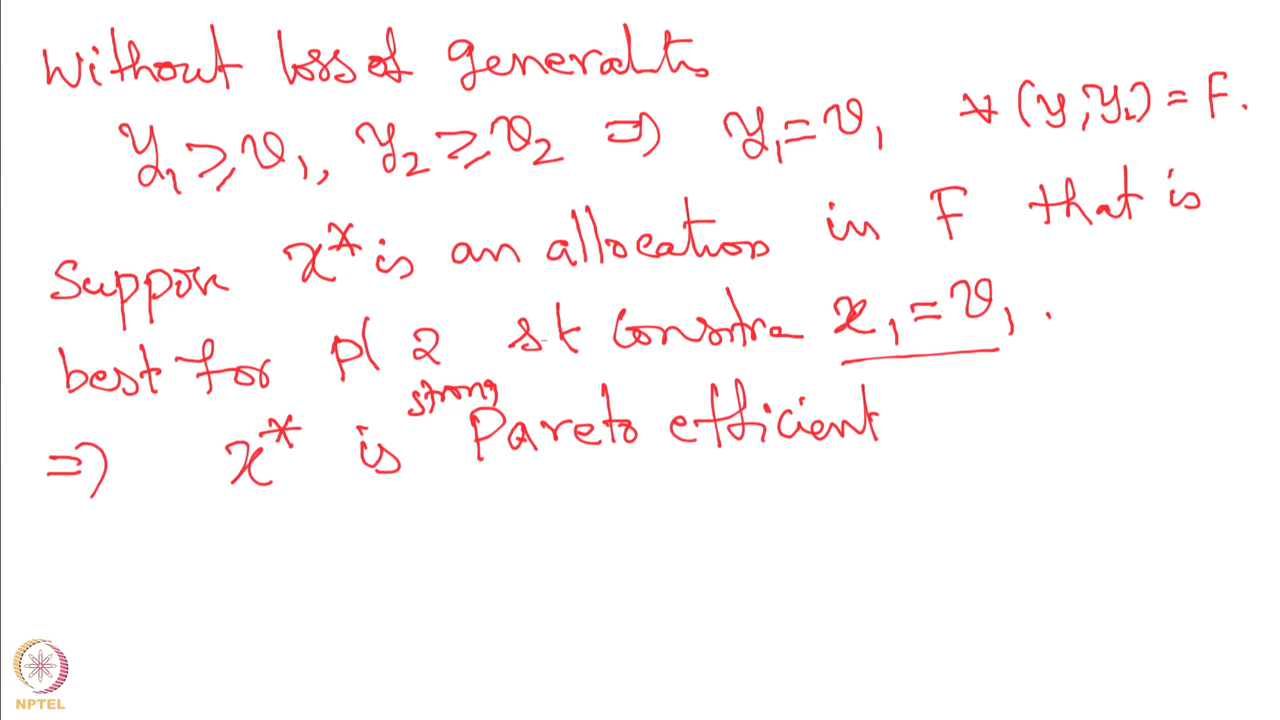 Without loss of generality
y₁ ⩾ v₁, y₂ ⩾ v₂ ⇒ y₁ = v₁ ∀ (y₁, y₂) = F.
Suppose x* is an allocation in F that is
best for pl 2 st constra x₁ = v₁.
⇒ x* is strong Pareto efficient
NPTEL